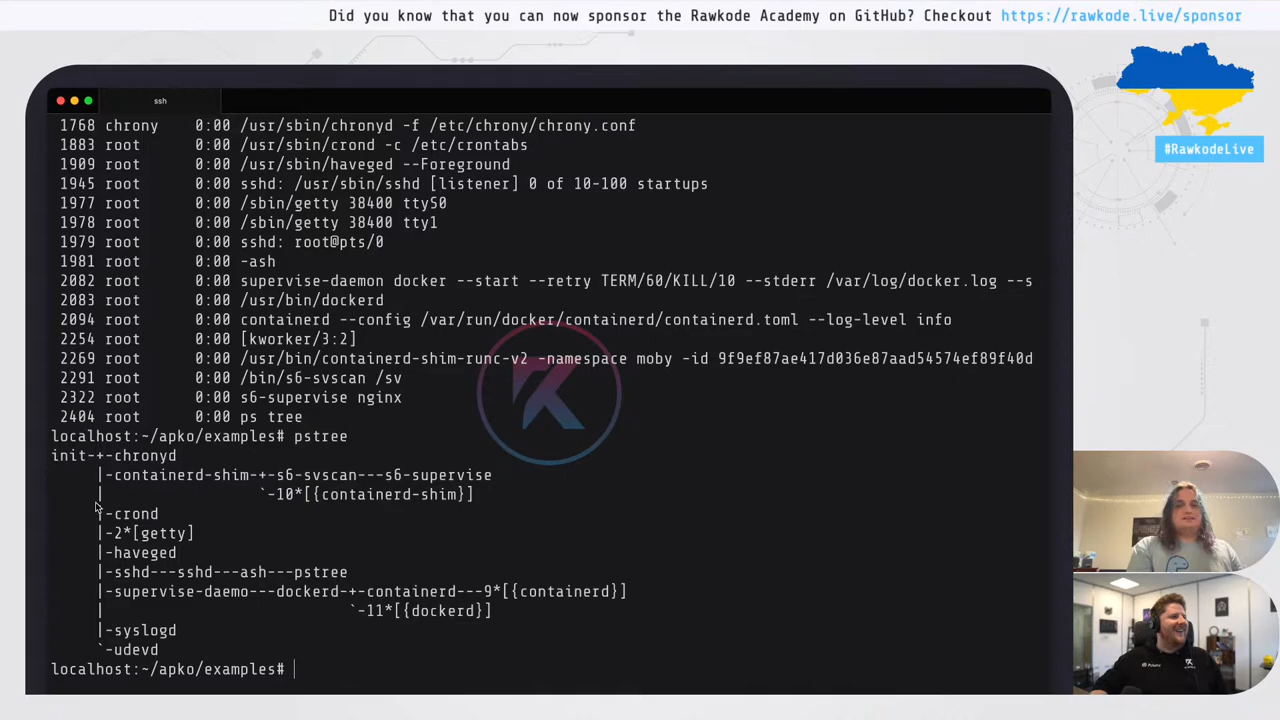 Did you know that you can now sponsor the Rawkode Academy on GitHub? Checkout https://rawkode.live/sponsor
#RawkodeLive
ssh
1768 chrony    0:00 /usr/sbin/chronyd -f /etc/chrony/chrony.conf
1883 root      0:00 /usr/sbin/crond -c /etc/crontabs
1909 root      0:00 /usr/sbin/haveged --Foreground
1945 root      0:00 sshd: /usr/sbin/sshd [listener] 0 of 10-100 startups
1977 root      0:00 /sbin/getty 38400 ttyS0
1978 root      0:00 /sbin/getty 38400 tty1
1979 root      0:00 sshd: root@pts/0
1981 root      0:00 -ash
2082 root      0:00 supervise-daemon docker --start --retry TERM/60/KILL/10 --stderr /var/log/docker.log --s
2083 root      0:00 /usr/bin/dockerd
2094 root      0:00 containerd --config /var/run/docker/containerd/containerd.toml --log-level info
2254 root      0:00 [kworker/3:2]
2269 root      0:00 /usr/bin/containerd-shim-runc-v2 -namespace moby -id 9f9ef87ae417d036e87aad54574ef89f40d
2291 root      0:00 /bin/s6-svscan /sv
2322 root      0:00 s6-supervise nginx
2404 root      0:00 ps tree
localhost:~/apko/examples# pstree
init-+-chronyd
     |-containerd-shim-+-s6-svscan---s6-supervise
     |                 `-10*[{containerd-shim}]
     |-crond
     |-2*[getty]
     |-haveged
     |-sshd---sshd---ash---pstree
     |-supervise-daemo---dockerd-+-containerd---9*[{containerd}]
     |                           `-11*[{dockerd}]
     |-syslogd
     `-udevd
localhost:~/apko/examples#